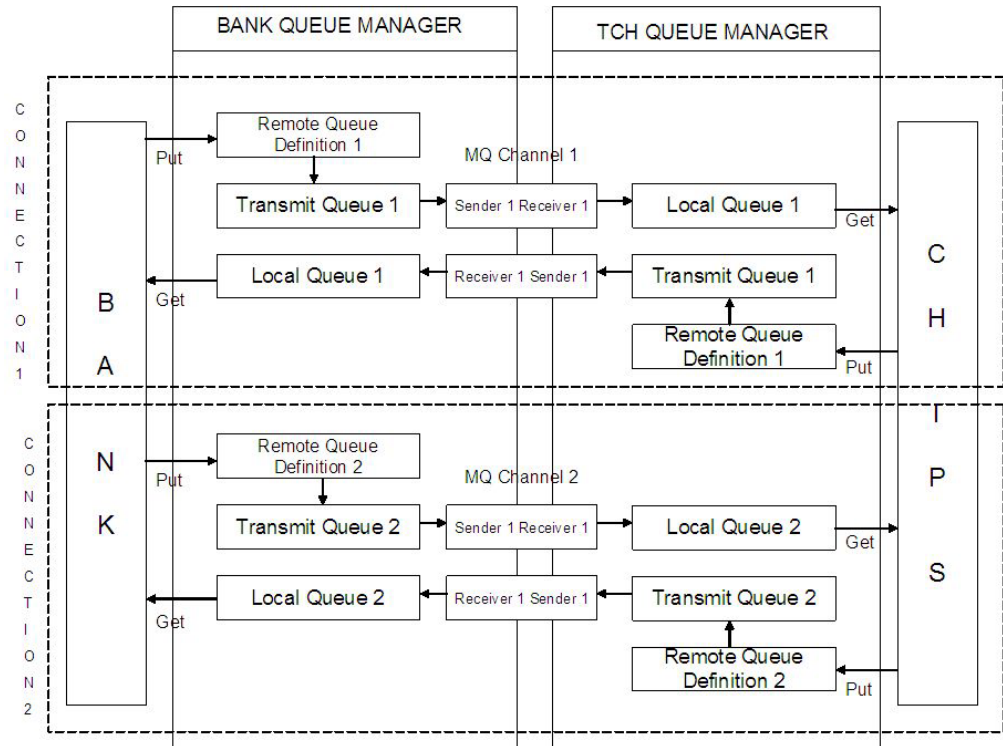 BANK QUEUE MANAGER
TCH QUEUE MANAGER
CONNECTION1
BANK
CHIPS
Put
Remote Queue
Definition 1
MQ Channel 1
Transmit Queue 1
Sender 1 Receiver 1
Local Queue 1
Get
Local Queue 1
Receiver 1 Sender 1
Transmit Queue 1
Get
Remote Queue
Definition 1
Put
CONNECTION2
Put
Remote Queue
Definition 2
MQ Channel 2
Transmit Queue 2
Sender 1 Receiver 1
Local Queue 2
Get
Local Queue 2
Receiver 1 Sender 1
Transmit Queue 2
Get
Remote Queue
Definition 2
Put